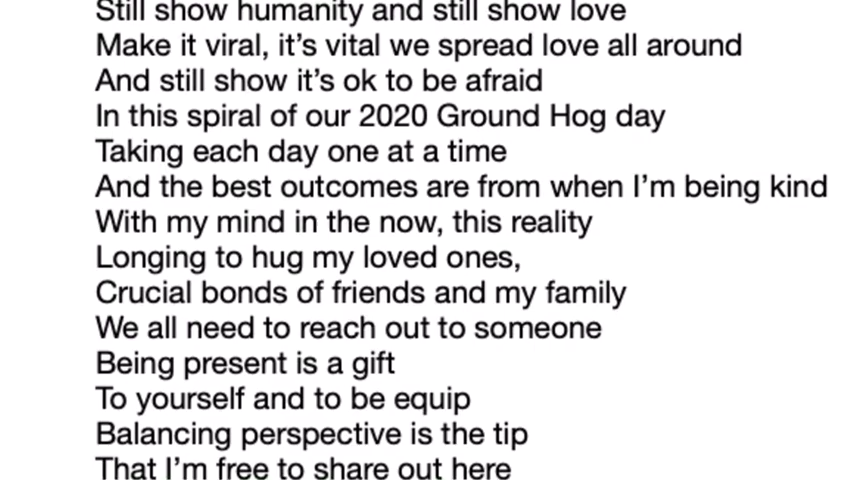 Still show humanity and still show love
Make it viral, it’s vital we spread love all around
And still show it’s ok to be afraid
In this spiral of our 2020 Ground Hog day
Taking each day one at a time
And the best outcomes are from when I’m being kind
With my mind in the now, this reality
Longing to hug my loved ones,
Crucial bonds of friends and my family
We all need to reach out to someone
Being present is a gift
To yourself and to be equip
Balancing perspective is the tip
That I’m free to share out here